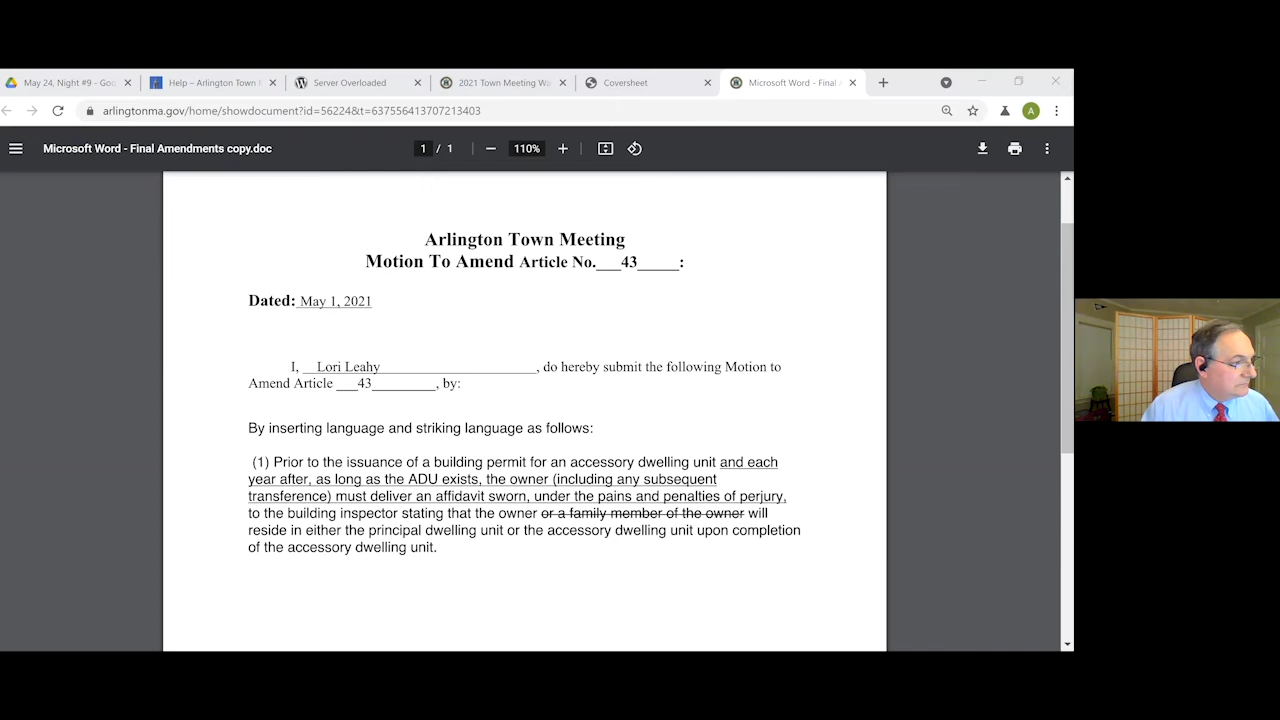 May 24, Night #9 - Goo
Help – Arlington Town
Server Overloaded
2021 Town Meeting Wa
Coversheet
Microsoft Word - Final
arlingtonma.gov/home/showdocument?id=56224&t=637556413707213403
A
Microsoft Word - Final Amendments copy.doc
1 / 1
110%
Arlington Town Meeting
Motion To Amend Article No.___43_____:
Dated: May 1, 2021
I, __Lori Leahy______________________, do hereby submit the following Motion to
Amend Article ___43_________, by:
By inserting language and striking language as follows:
(1) Prior to the issuance of a building permit for an accessory dwelling unit and each
year after, as long as the ADU exists, the owner (including any subsequent
transference) must deliver an affidavit sworn, under the pains and penalties of perjury,
to the building inspector stating that the owner or a family member of the owner will
reside in either the principal dwelling unit or the accessory dwelling unit upon completion
of the accessory dwelling unit.